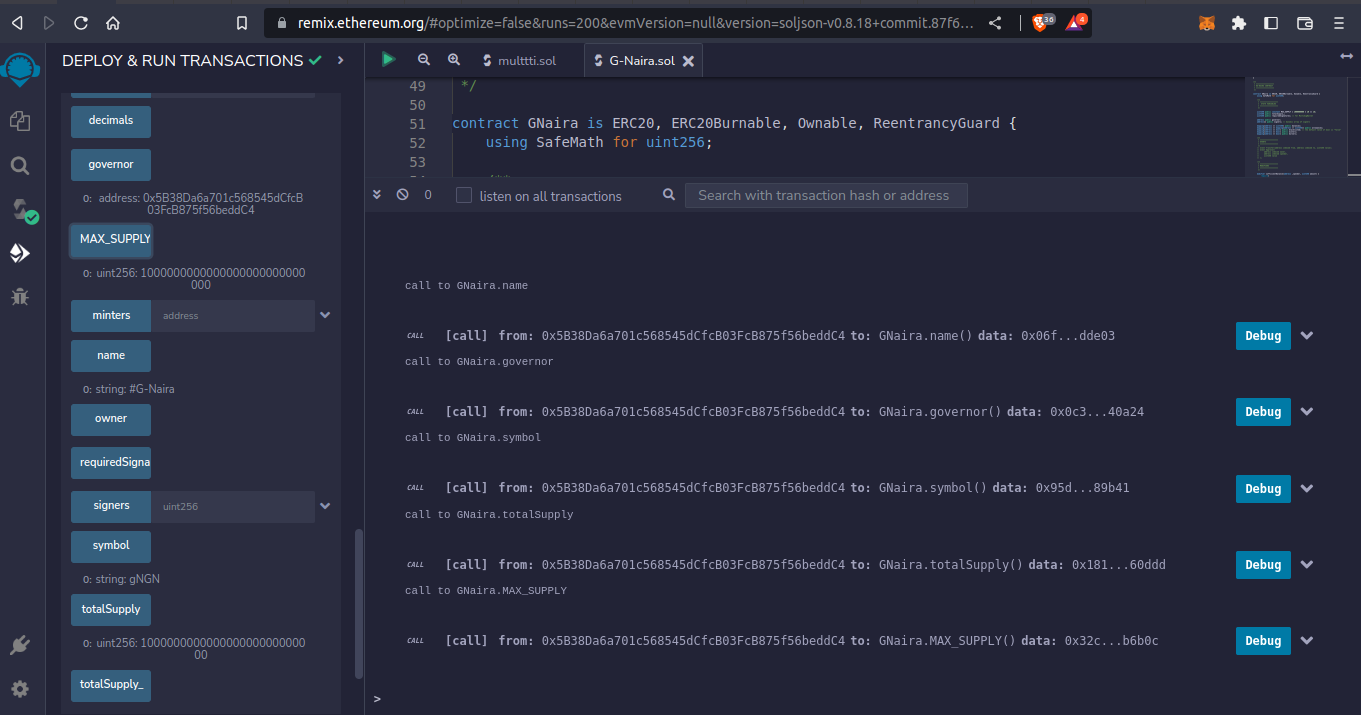 remix.ethereum.org/#optimize=false&runs=200&evmVersion=null&version=soljson-v0.8.18+commit.87f6...
36
4
DEPLOY & RUN TRANSACTIONS
decimals
governor
0: address: 0x5B38Da6a701c568545dCfcB
03FcB875f56beddC4
MAX_SUPPLY
0: uint256: 1000000000000000000000000
000
minters address
name
0: string: #G-Naira
owner
requiredSigna
signers uint256
symbol
0: string: gNGN
totalSupply
0: uint256: 1000000000000000000000000
00
totalSupply_
multtti.sol
G-Naira.sol
49 */
50
51 contract GNaira is ERC20, ERC20Burnable, Ownable, ReentrancyGuard {
52 using SafeMath for uint256;
53
0 listen on all transactions Search with transaction hash or address
call to GNaira.name
CALL [call] from: 0x5B38Da6a701c568545dCfcB03FcB875f56beddC4 to: GNaira.name() data: 0x06f...dde03 Debug
call to GNaira.governor
CALL [call] from: 0x5B38Da6a701c568545dCfcB03FcB875f56beddC4 to: GNaira.governor() data: 0x0c3...40a24 Debug
call to GNaira.symbol
CALL [call] from: 0x5B38Da6a701c568545dCfcB03FcB875f56beddC4 to: GNaira.symbol() data: 0x95d...89b41 Debug
call to GNaira.totalSupply
CALL [call] from: 0x5B38Da6a701c568545dCfcB03FcB875f56beddC4 to: GNaira.totalSupply() data: 0x181...60ddd Debug
call to GNaira.MAX_SUPPLY
CALL [call] from: 0x5B38Da6a701c568545dCfcB03FcB875f56beddC4 to: GNaira.MAX_SUPPLY() data: 0x32c...b6b0c Debug
>